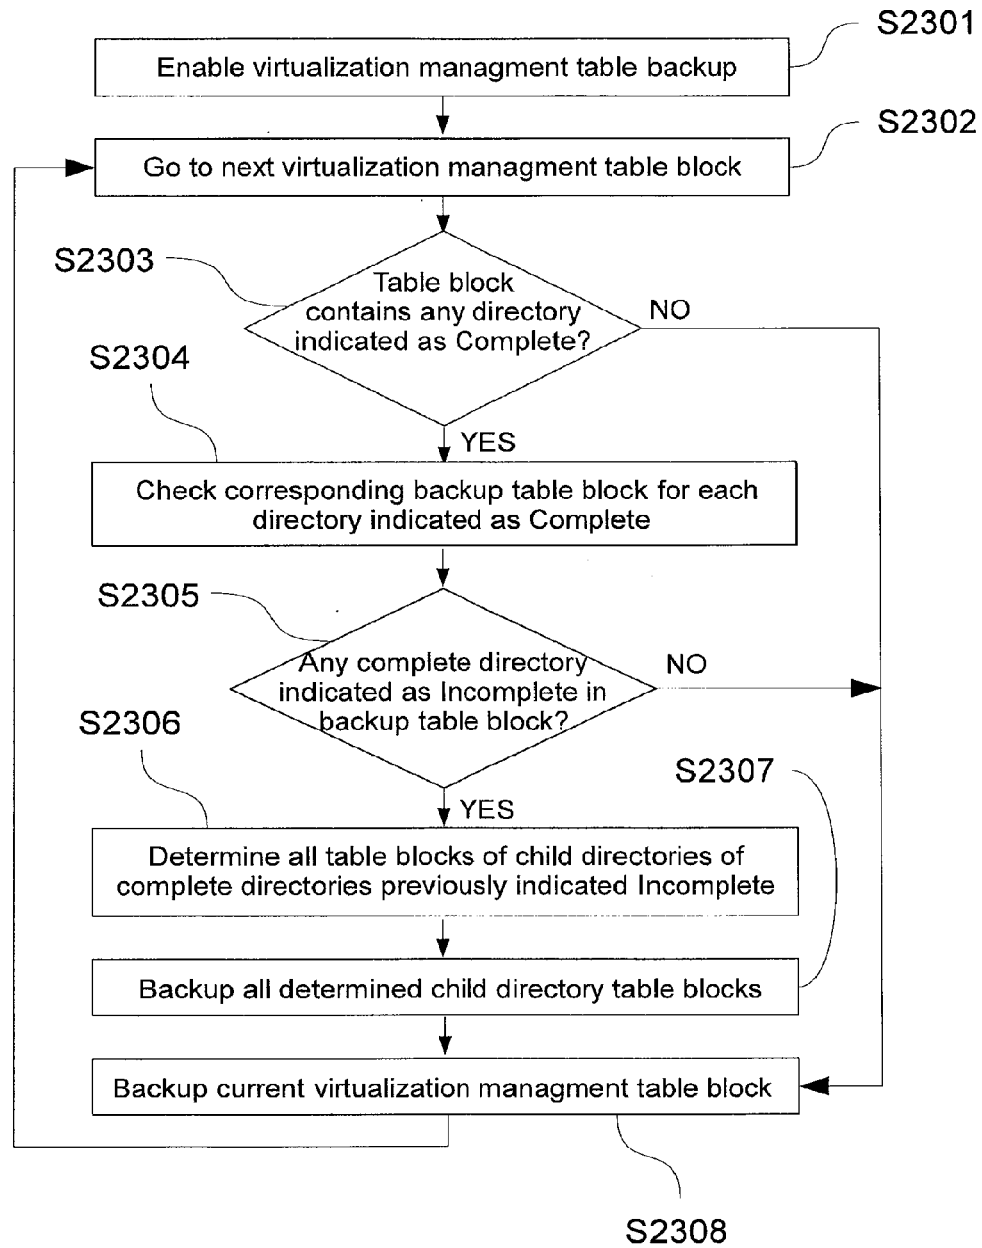 S2301
Enable virtualization managment table backup
S2302
Go to next virtualization managment table block
S2303
Table block
contains any directory
indicated as Complete?
NO
S2304
YES
Check corresponding backup table block for each
directory indicated as Complete
S2305
Any complete directory
indicated as Incomplete in
backup table block?
NO
S2306
S2307
YES
Determine all table blocks of child directories of
complete directories previously indicated Incomplete
Backup all determined child directory table blocks
Backup current virtualization managment table block
S2308